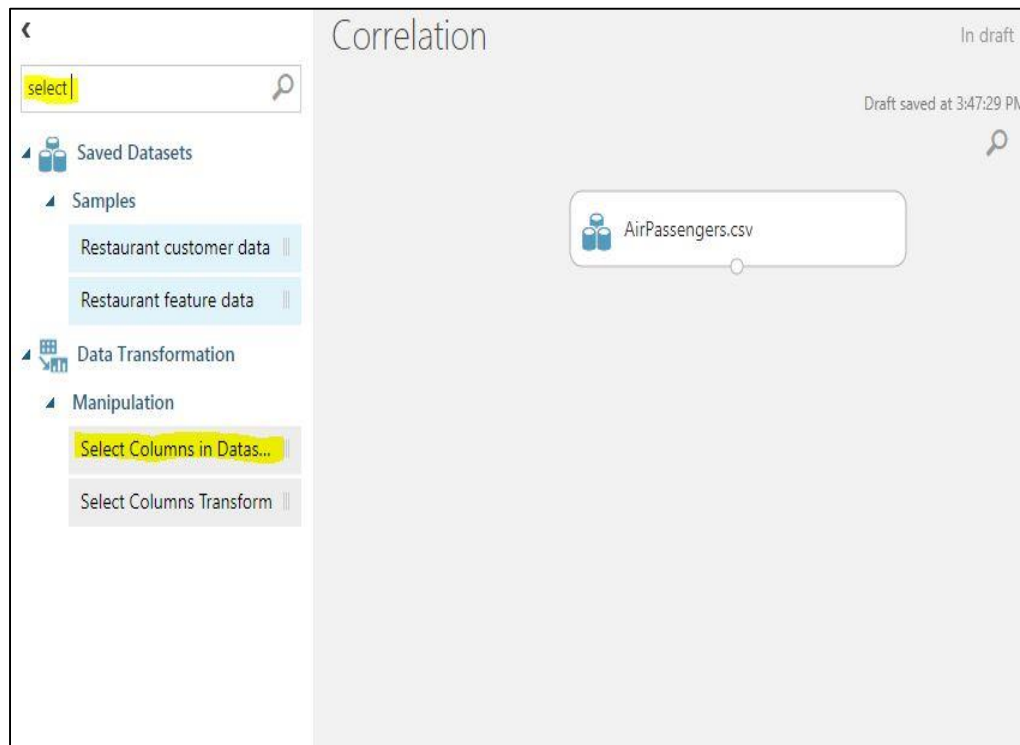 select
Saved Datasets
Samples
Restaurant customer data
Restaurant feature data
Data Transformation
Manipulation
Select Columns in Datas...
Select Columns Transform
Correlation
In draft
Draft saved at 3:47:29 PM
AirPassengers.csv